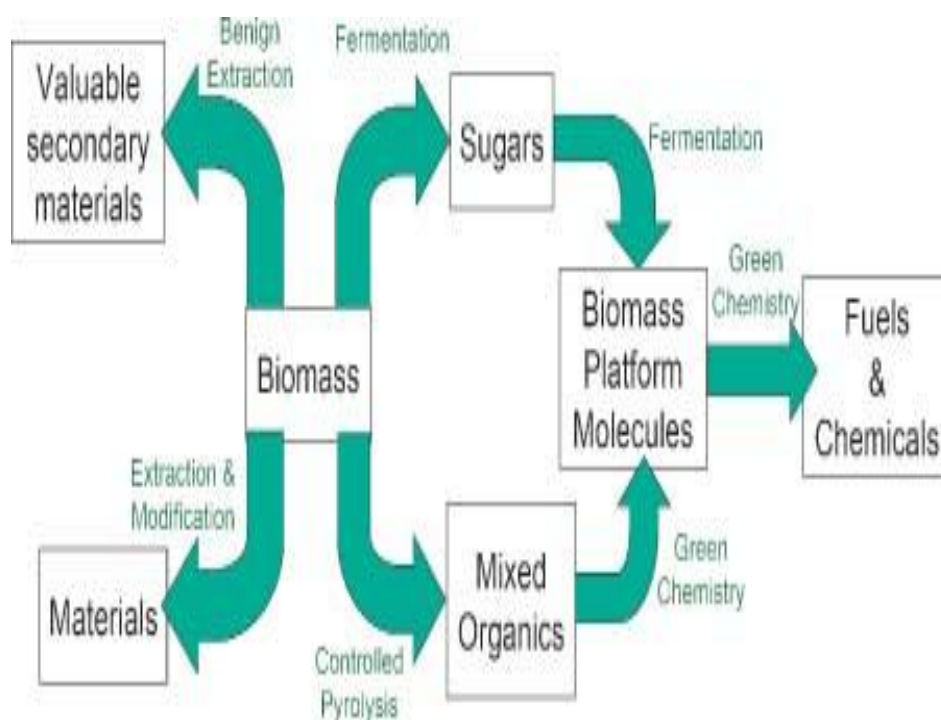 Benign
Extraction
Fermentation
Valuable
secondary
materials
Sugars
Fermentation
Biomass
Biomass
Platform
Molecules
Green
Chemistry
Fuels
&
Chemicals
Extraction &
Modification
Materials
Controlled
Pyrolysis
Mixed
Organics
Green
Chemistry